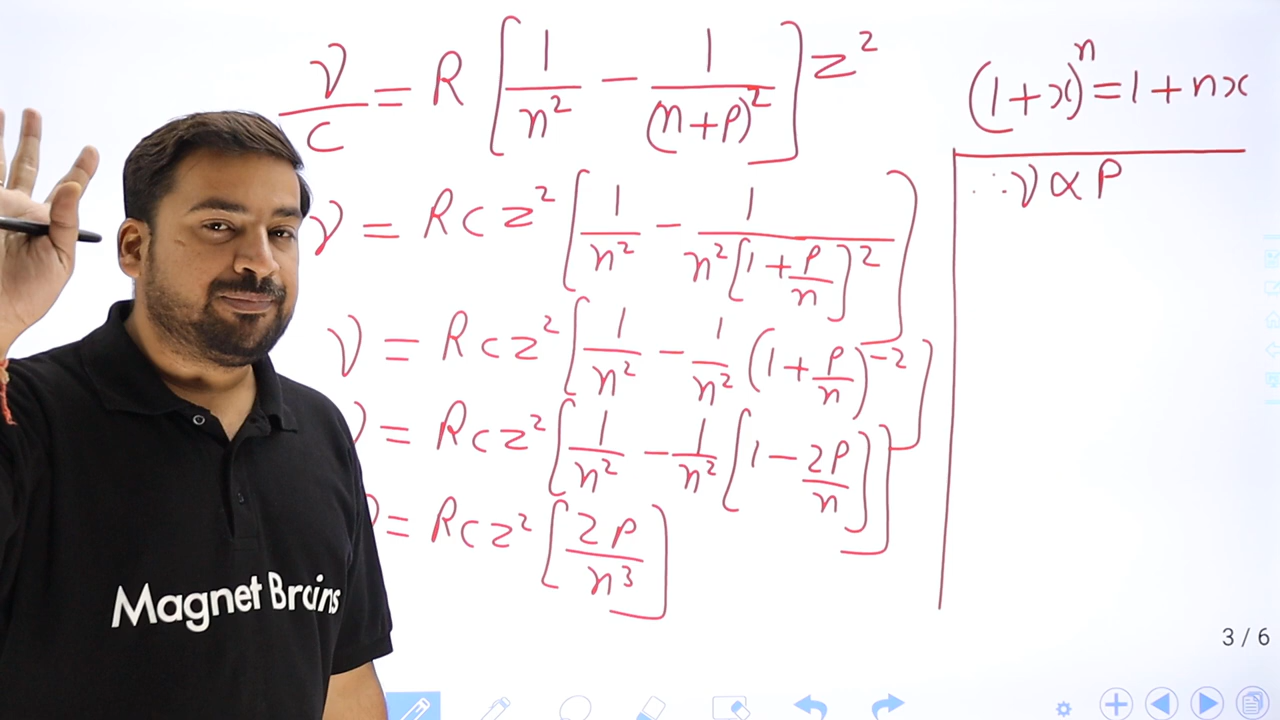 ν/c = R [1/n² − 1/(n+p)²] z²
ν = Rcz² [1/n² − 1/n²[1+p/n]²]
ν = Rcz² [1/n² − 1/n² (1+p/n)⁻²]
ν = Rcz² [1/n² − 1/n² [1 − 2p/n]]
ν = Rcz² [2p/n³]
(1+x)ⁿ = 1+nx
∴ ν ∝ p
Magnet Brains
3 / 6